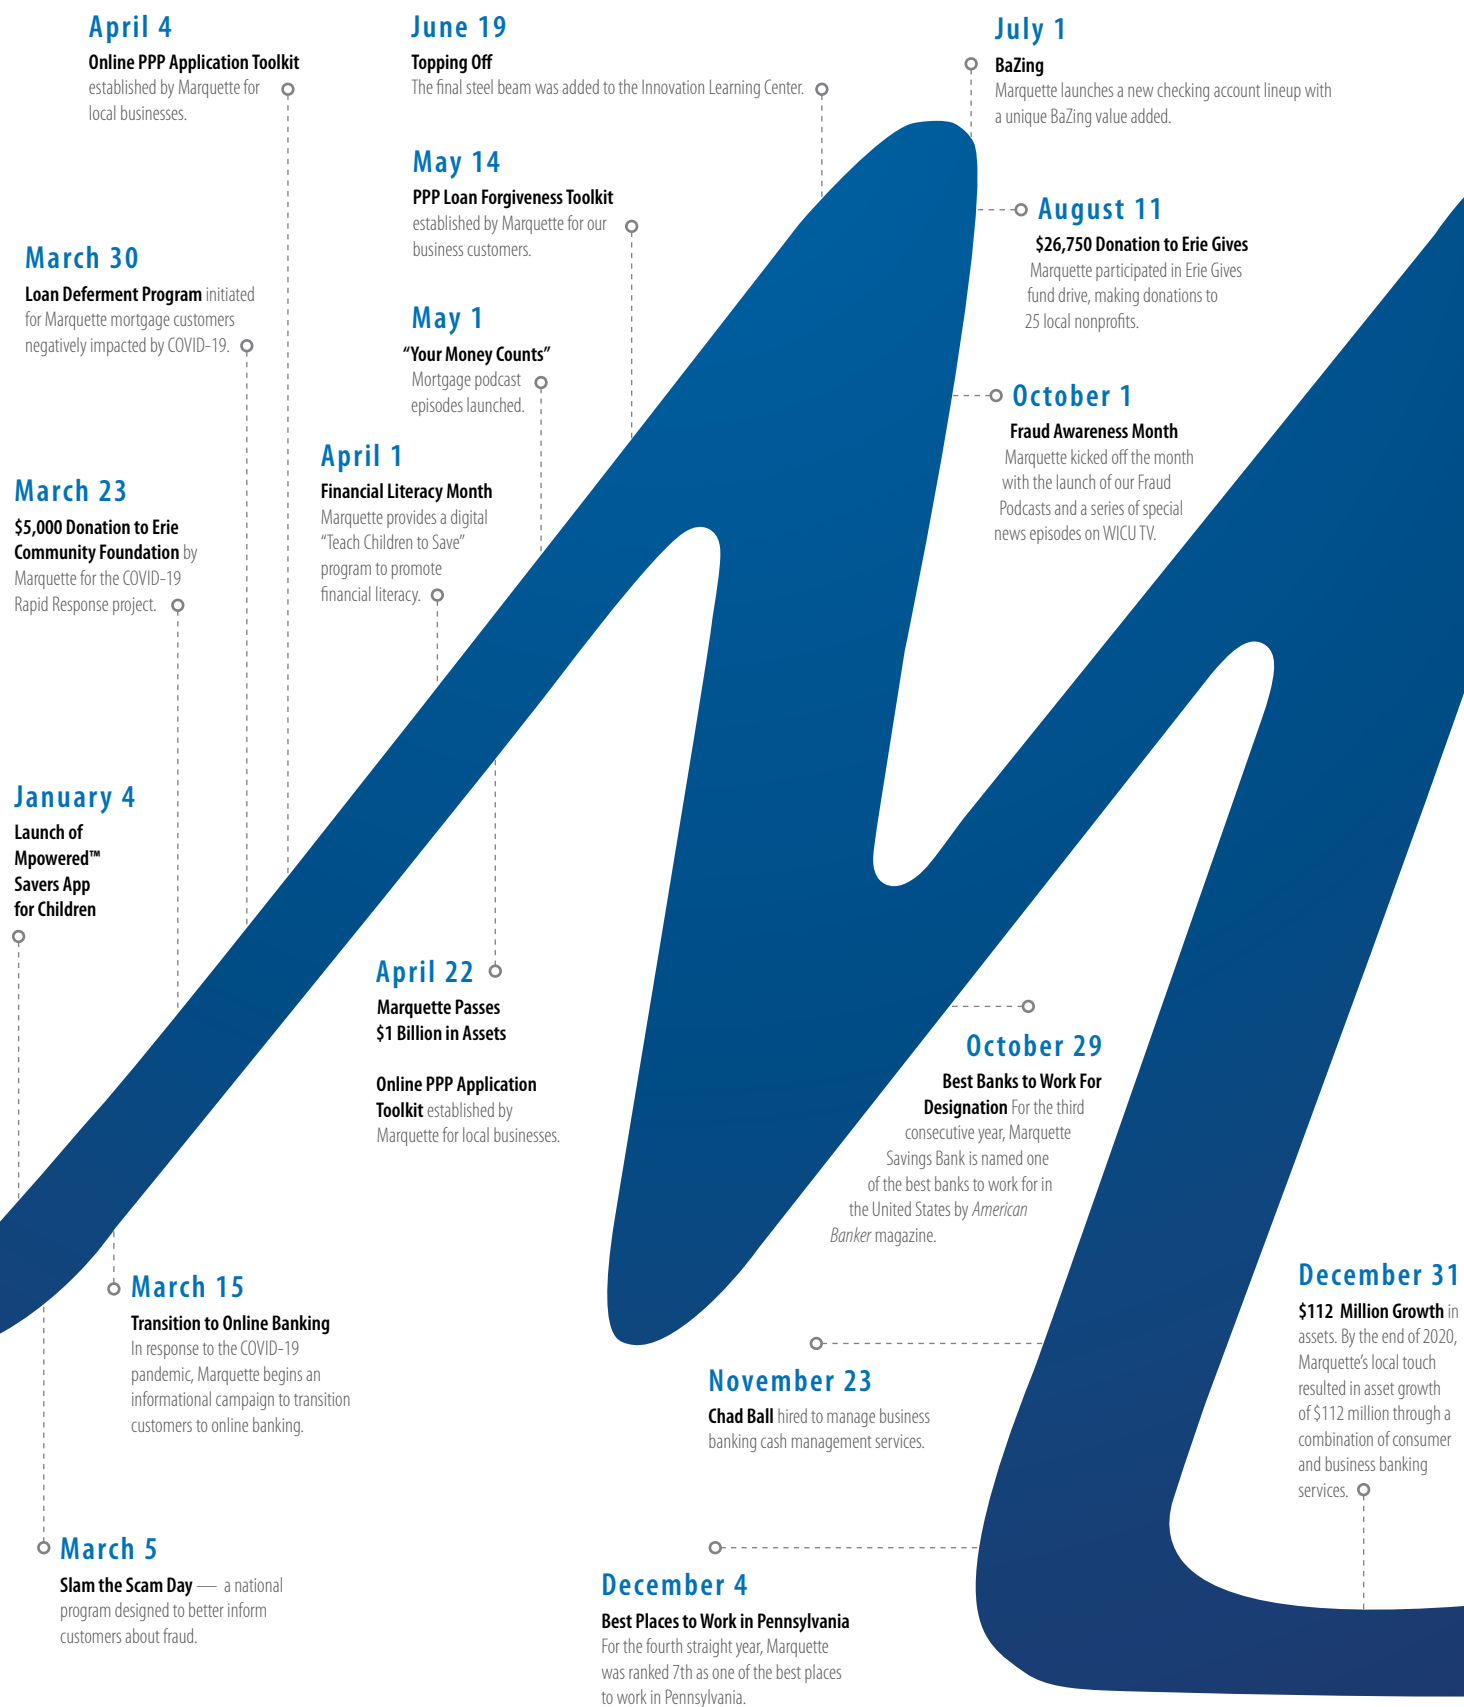 April 4
Online PPP Application Toolkit
established by Marquette for
local businesses.
June 19
Topping Off
The final steel beam was added to the Innovation Learning Center.
July 1
BaZing
Marquette launches a new checking account lineup with
a unique BaZing value added.
May 14
PPP Loan Forgiveness Toolkit
established by Marquette for our
business customers.
August 11
$26,750 Donation to Erie Gives
Marquette participated in Erie Gives
fund drive, making donations to
25 local nonprofits.
March 30
Loan Deferment Program initiated
for Marquette mortgage customers
negatively impacted by COVID-19.
May 1
“Your Money Counts”
Mortgage podcast
episodes launched.
October 1
Fraud Awareness Month
Marquette kicked off the month
with the launch of our Fraud
Podcasts and a series of special
news episodes on WICU TV.
April 1
Financial Literacy Month
Marquette provides a digital
“Teach Children to Save”
program to promote
financial literacy.
March 23
$5,000 Donation to Erie
Community Foundation by
Marquette for the COVID-19
Rapid Response project.
January 4
Launch of
Mpowered™
Savers App
for Children
April 22
Marquette Passes
$1 Billion in Assets
Online PPP Application
Toolkit established by
Marquette for local businesses.
October 29
Best Banks to Work For
Designation For the third
consecutive year, Marquette
Savings Bank is named one
of the best banks to work for in
the United States by American
Banker magazine.
March 15
Transition to Online Banking
In response to the COVID-19
pandemic, Marquette begins an
informational campaign to transition
customers to online banking.
December 31
$112 Million Growth in
assets. By the end of 2020,
Marquette’s local touch
resulted in asset growth
of $112 million through a
combination of consumer
and business banking
services.
November 23
Chad Ball hired to manage business
banking cash management services.
March 5
Slam the Scam Day — a national
program designed to better inform
customers about fraud.
December 4
Best Places to Work in Pennsylvania
For the fourth straight year, Marquette
was ranked 7th as one of the best places
to work in Pennsylvania.